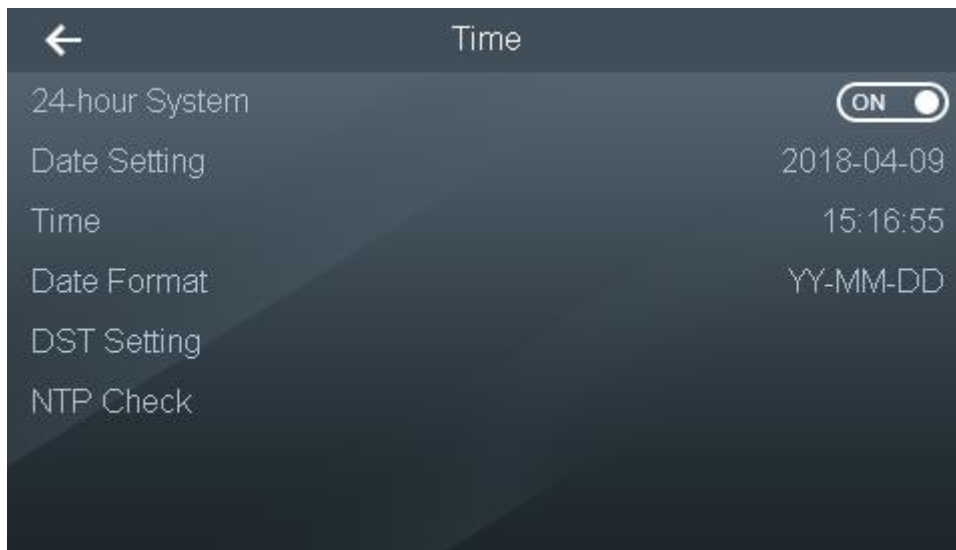 Time
24-hour System ON
Date Setting 2018-04-09
Time 15:16:55
Date Format YY-MM-DD
DST Setting
NTP Check